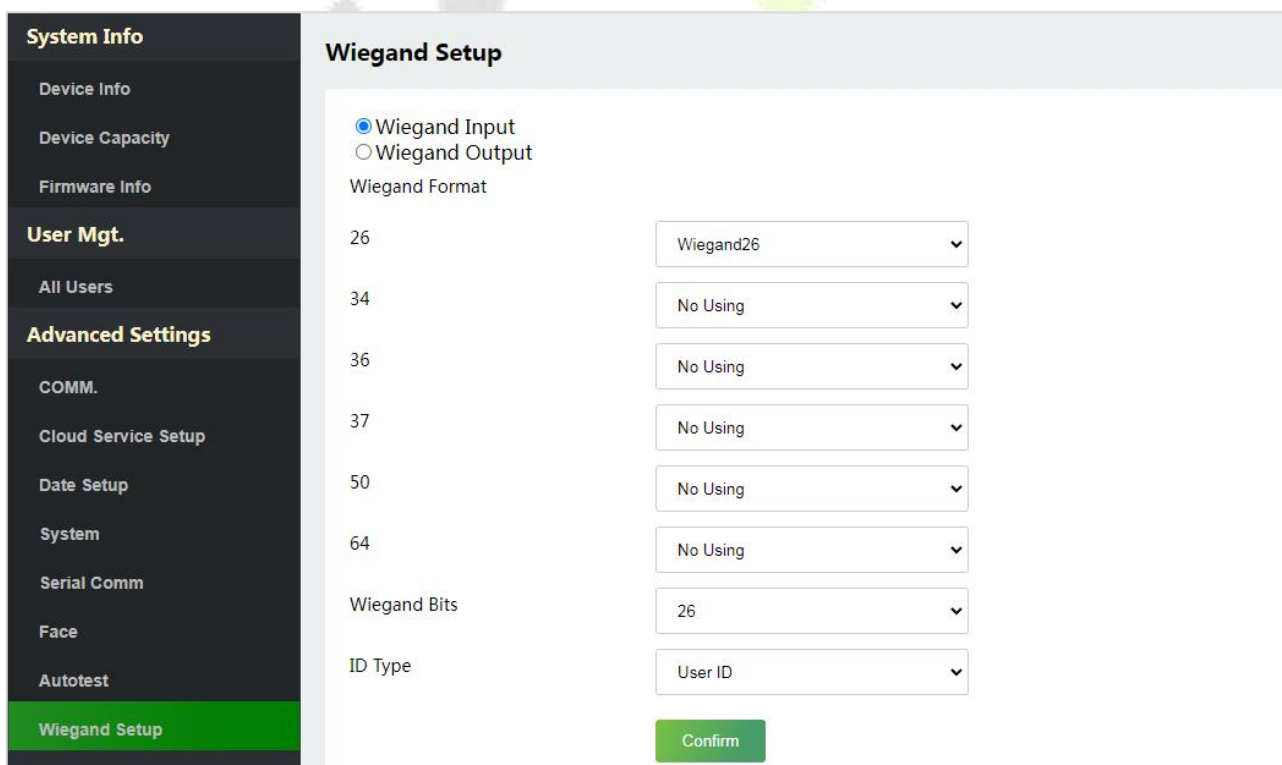 System Info
Device Info
Device Capacity
Firmware Info
User Mgt.
All Users
Advanced Settings
COMM.
Cloud Service Setup
Date Setup
System
Serial Comm
Face
Autotest
Wiegand Setup
Wiegand Setup
Wiegand Input
Wiegand Output
Wiegand Format
26 Wiegand26
34 No Using
36 No Using
37 No Using
50 No Using
64 No Using
Wiegand Bits 26
ID Type User ID
Confirm